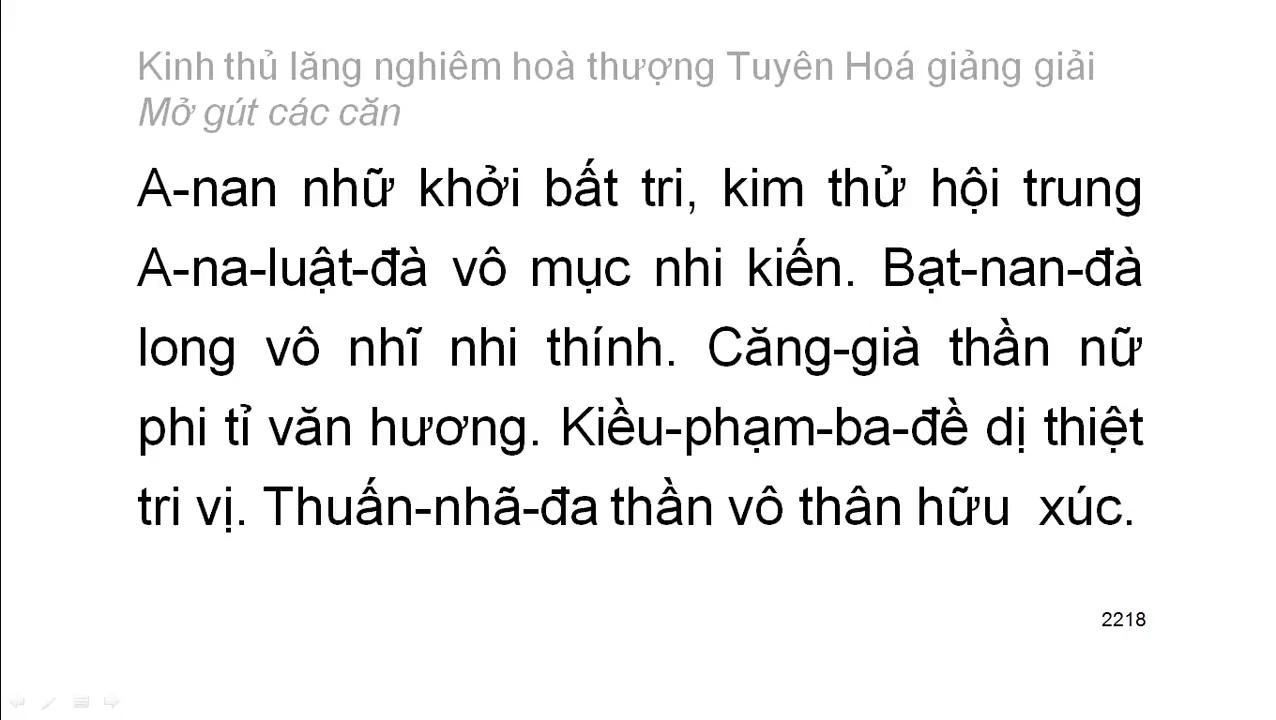 Kinh thủ lăng nghiêm hoà thượng Tuyên Hoá giảng giải
Mở gút các căn
A-nan nhữ khởi bất tri, kim thử hội trung
A-na-luật-đà vô mục nhi kiến. Bạt-nan-đà
long vô nhĩ nhi thính. Căng-già thần nữ
phi tỉ văn hương. Kiều-phạm-ba-đề dị thiệt
tri vị. Thuấn-nhã-đa thần vô thân hữu xúc.
2218